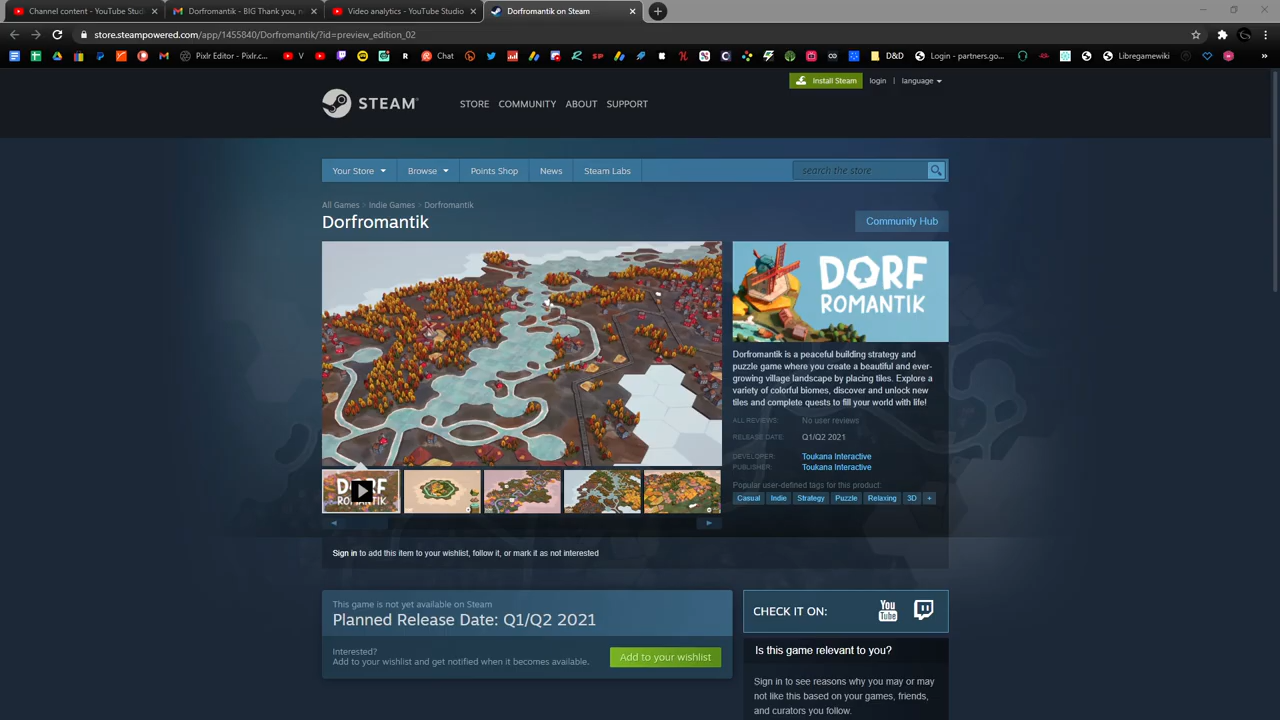 Channel content - YouTube Studi
Dorfromantik - BIG Thank you, n
Video analytics - YouTube Studio
Dorfromantik on Steam
store.steampowered.com/app/1455840/Dorfromantik/?id=preview_edition_02
Pixlr Editor - Pixlr.c...
V
Chat
D&D
Login - partners.go...
Libregamewiki
Install Steam
login
language
STEAM
STORE
COMMUNITY
ABOUT
SUPPORT
Your Store
Browse
Points Shop
News
Steam Labs
search the store
All Games > Indie Games > Dorfromantik
Dorfromantik
Community Hub
DORF
ROMANTIK
Dorfromantik is a peaceful building strategy and
puzzle game where you create a beautiful and ever-
growing village landscape by placing tiles. Explore a
variety of colorful biomes, discover and unlock new
tiles and complete quests to fill your world with life!
ALL REVIEWS: No user reviews
RELEASE DATE: Q1/Q2 2021
DEVELOPER: Toukana Interactive
PUBLISHER: Toukana Interactive
Popular user-defined tags for this product:
Casual Indie Strategy Puzzle Relaxing 3D +
Sign in to add this item to your wishlist, follow it, or mark it as not interested
This game is not yet available on Steam
Planned Release Date: Q1/Q2 2021
Interested?
Add to your wishlist and get notified when it becomes available.
Add to your wishlist
CHECK IT ON:
You
Tube
Is this game relevant to you?
Sign in to see reasons why you may or may
not like this based on your games, friends,
and curators you follow.